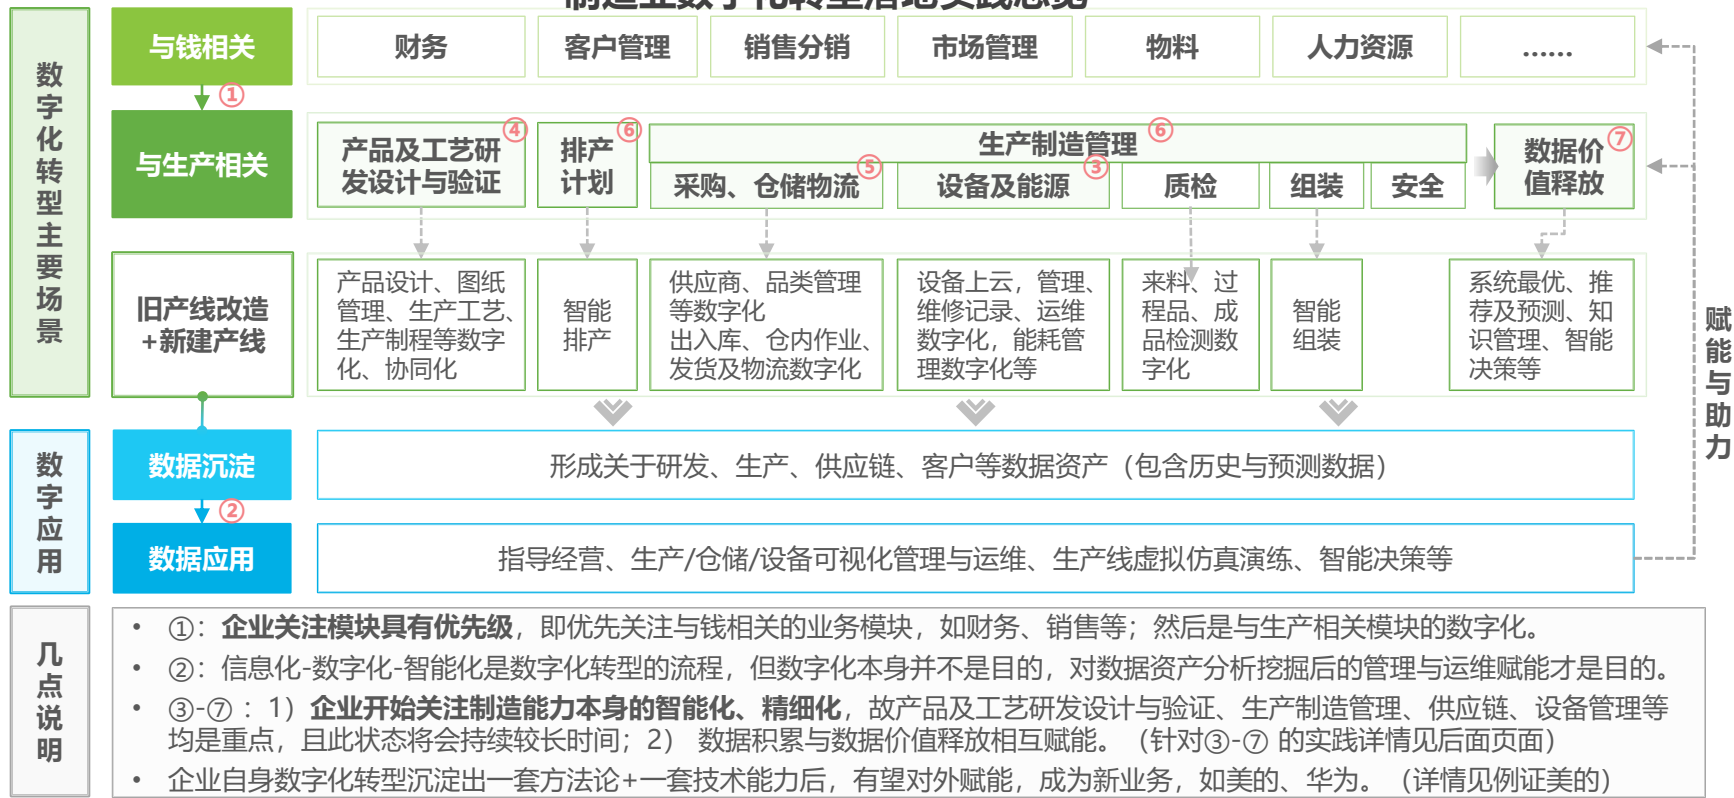 制造业数字化转型落地实践总览
数字化转型主要场景
与钱相关
财务
客户管理
销售分销
市场管理
物料
人力资源
……
①
与生产相关
产品及工艺研
发设计与验证
④
排产
计划
⑥
生产制造管理
⑥
采购、仓储物流
⑤
设备及能源
③
质检
组装
安全
数据价
值释放
⑦
旧产线改造
+新建产线
产品设计、图纸
管理、生产工艺、
生产制程等数字
化、协同化
智能
排产
供应商、品类管理
等数字化
出入库、仓内作业、
发货及物流数字化
设备上云，管理、
维修记录、运维
数字化，能耗管
理数字化等
来料、过
程品、成
品检测数
字化
智能
组装
系统最优、推
荐及预测、知
识管理、智能
决策等
赋能与助力
数字应用
数据沉淀
形成关于研发、生产、供应链、客户等数据资产（包含历史与预测数据）
②
数据应用
指导经营、生产/仓储/设备可视化管理与运维、生产线虚拟仿真演练、智能决策等
几点说明
• ①：企业关注模块具有优先级，即优先关注与钱相关的业务模块，如财务、销售等；然后是与生产相关模块的数字化。
• ②：信息化-数字化-智能化是数字化转型的流程，但数字化本身并不是目的，对数据资产分析挖掘后的管理与运维赋能才是目的。
• ③-⑦ ：1）企业开始关注制造能力本身的智能化、精细化，故产品及工艺研发设计与验证、生产制造管理、供应链、设备管理等
均是重点，且此状态将会持续较长时间；2） 数据积累与数据价值释放相互赋能。（针对③-⑦ 的实践详情见后面页面）
• 企业自身数字化转型沉淀出一套方法论+一套技术能力后，有望对外赋能，成为新业务，如美的、华为。（详情见例证美的）